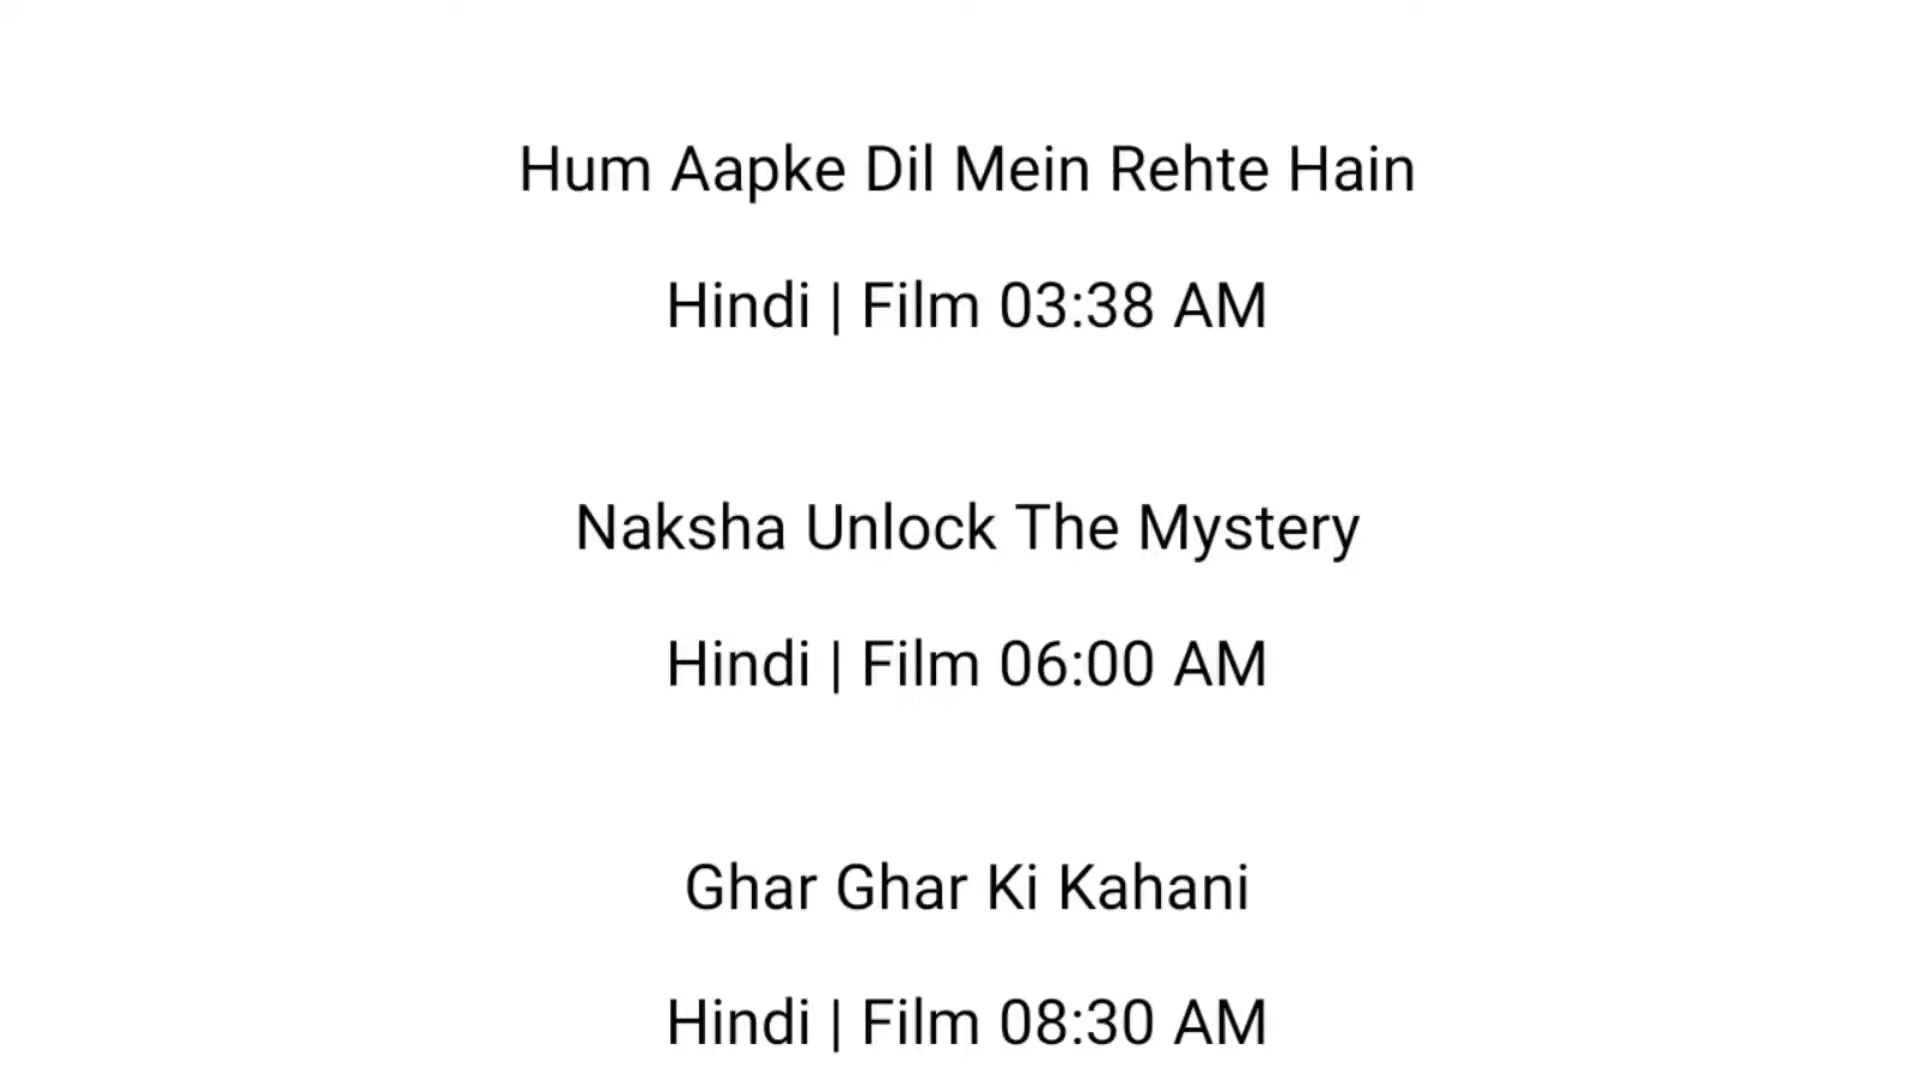 Hum Aapke Dil Mein Rehte Hain
Hindi | Film 03:38 AM
Naksha Unlock The Mystery
Hindi | Film 06:00 AM
Ghar Ghar Ki Kahani
Hindi | Film 08:30 AM